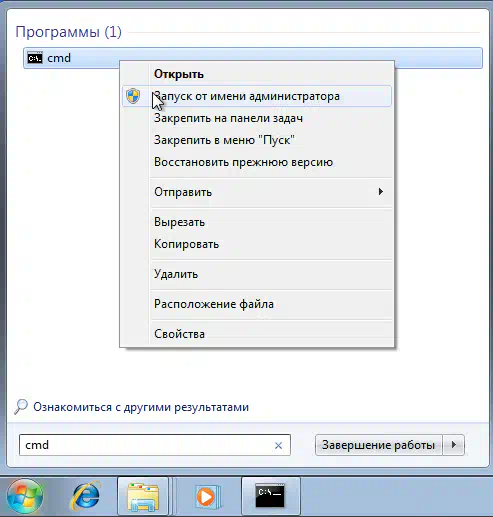 Программы (1)
cmd
Открыть
Запуск от имени администратора
Закрепить на панели задач
Закрепить в меню "Пуск"
Восстановить прежнюю версию
Отправить
Вырезать
Копировать
Удалить
Расположение файла
Свойства
Ознакомиться с другими результатами
cmd
Завершение работы
C:\